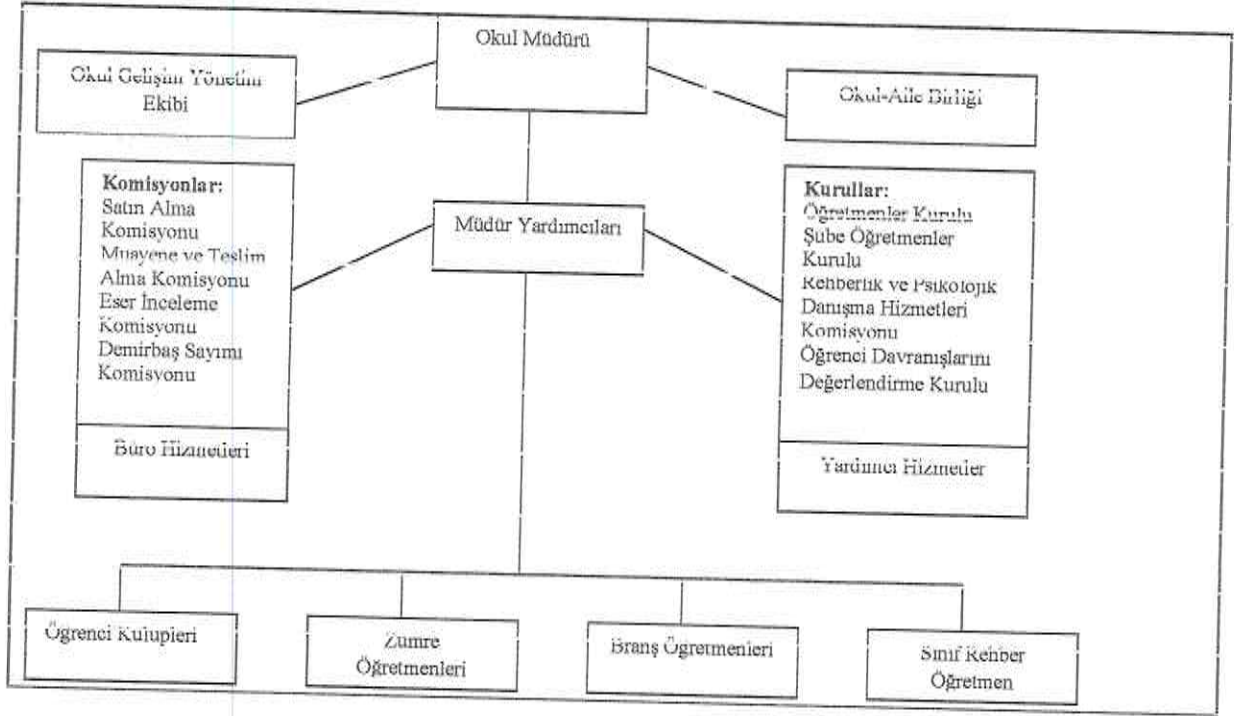 Okul Müdürü
Okul Gelişim Yönetim
Ekibi
Okul-Aile Birliği
Komisyonlar:
Satın Alma
Komisyonu
Muayene ve Teslim
Alma Komisyonu
Eser İnceleme
Komisyonu
Demirbaş Sayımı
Komisyonu
Büro Hizmetleri
Müdür Yardımcıları
Kurullar:
Öğretmenler Kurulu
Şube Öğretmenler
Kurulu
Rehberlik ve Psikolojik
Danışma Hizmetleri
Komisyonu
Öğrenci Davranışlarını
Değerlendirme Kurulu
Yardımcı Hizmetler
Öğrenci Kulüpleri
Zümre
Öğretmenleri
Branş Öğretmenleri
Sınıf Rehber
Öğretmen